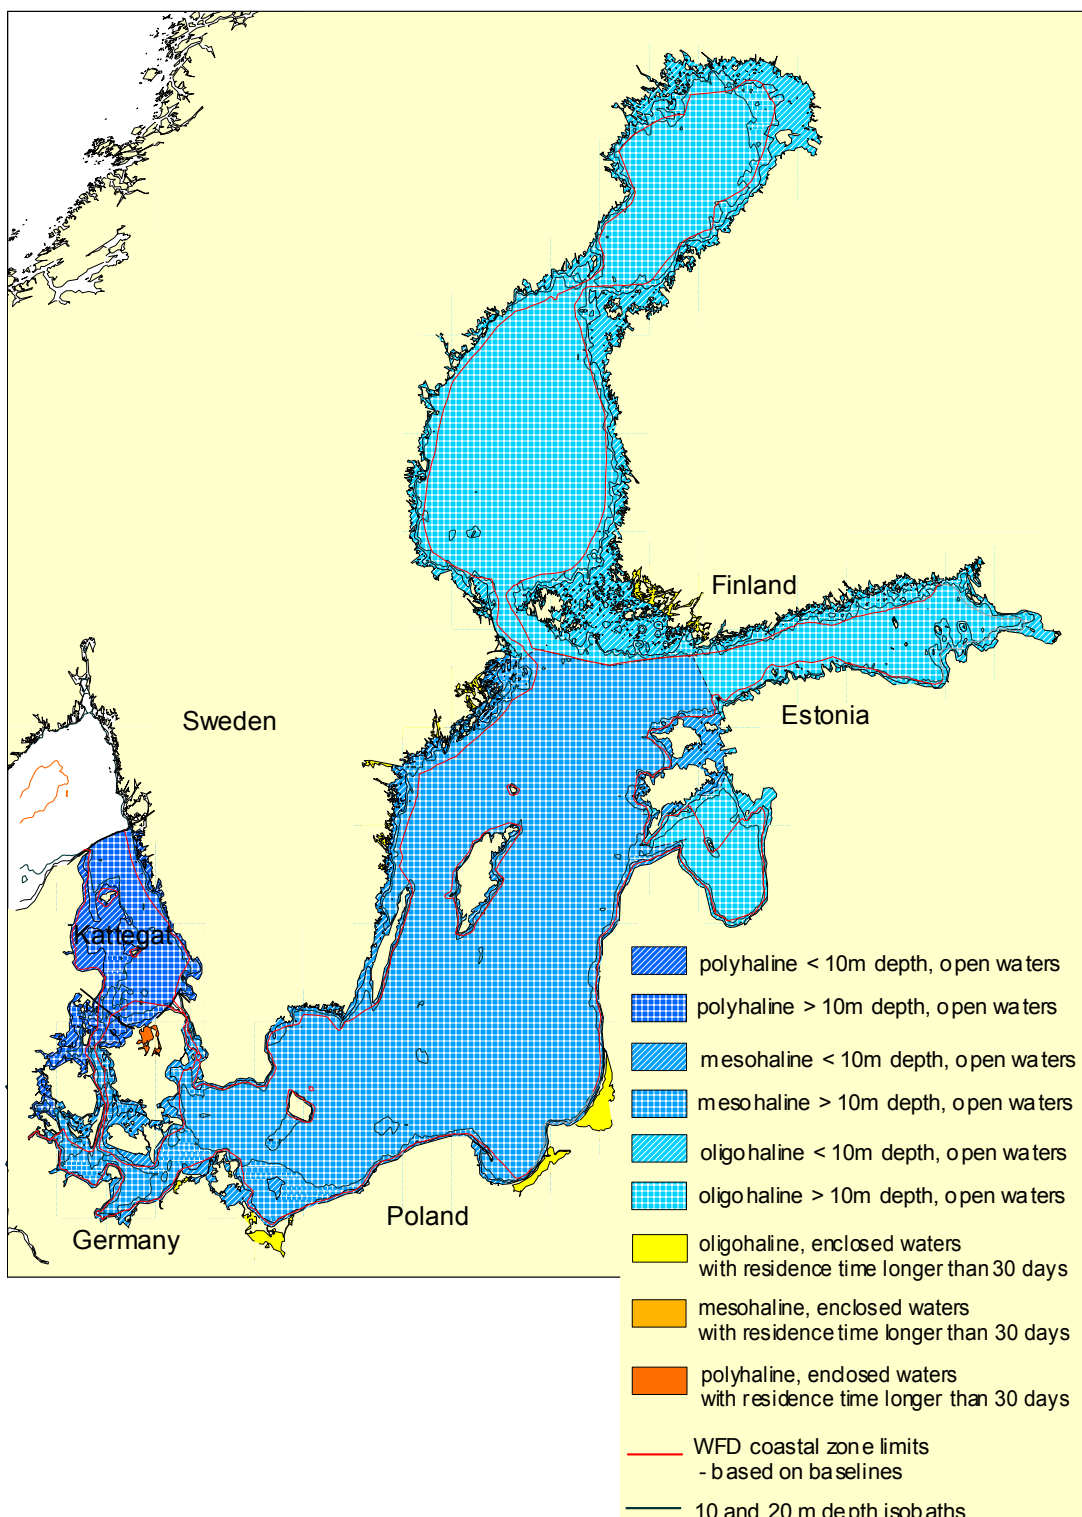 Finland
Sweden
Estonia
Kattegat
Poland
Germany
polyhaline < 10m depth, open waters
polyhaline > 10m depth, open waters
mesohaline < 10m depth, open waters
mesohaline > 10m depth, open waters
oligohaline < 10m depth, open waters
oligohaline > 10m depth, open waters
oligohaline, enclosed waters
with residence time longer than 30 days
mesohaline, enclosed waters
with residence time longer than 30 days
polyhaline, enclosed waters
with residence time longer than 30 days
WFD coastal zone limits
- based on baselines
10 and 20 m depth isobaths